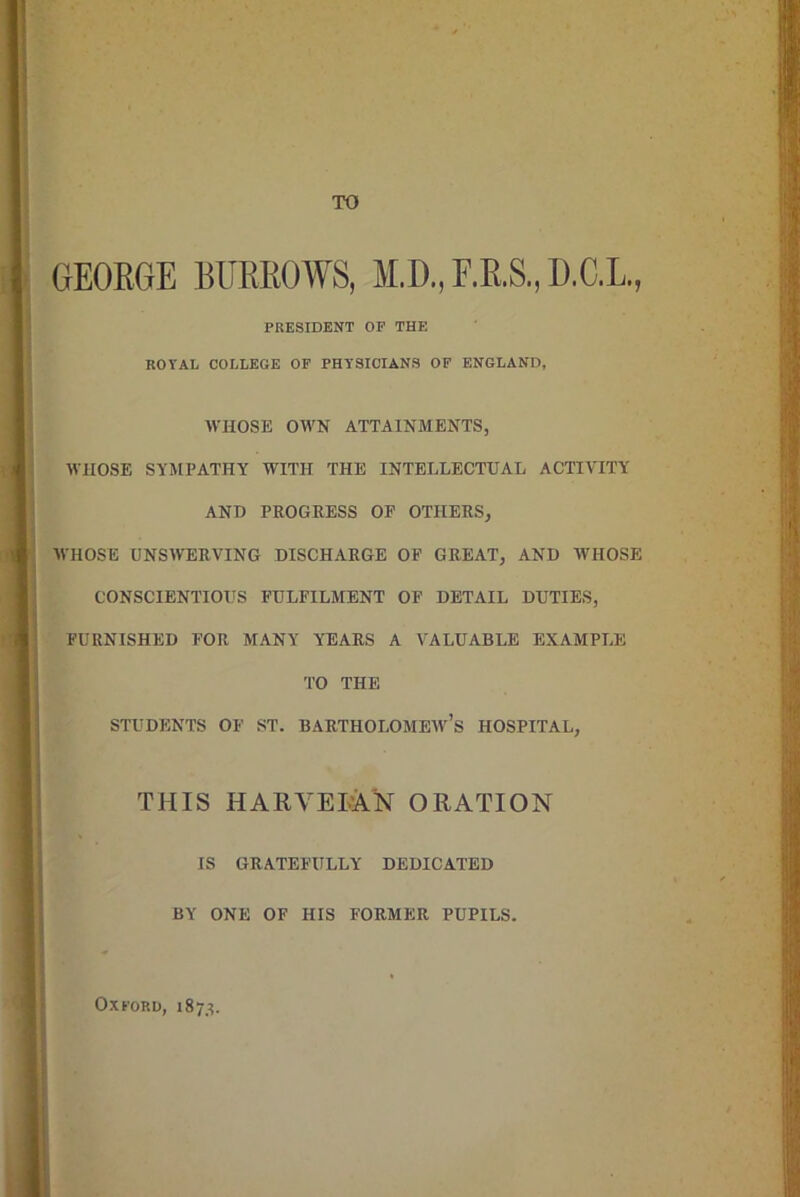 TO
GEORGE BURROWS, M.D., F.R.S., D.C.L.,
PRESIDENT OF THE
ROYAL COLLEGE OF PHYSICIANS OF ENGLAND,
WHOSE OWN ATTAINMENTS,
WHOSE SYMPATHY WITH THE INTELLECTUAL ACTIVITY
AND PROGRESS OF OTHERS,
WHOSE UNSWERVING DISCHARGE OF GREAT, AND WHOSE
CONSCIENTIOUS FULFILMENT OF DETAIL DUTIES,
FURNISHED FOR MANY YEARS A VALUABLE EXAMPLE
TO THE
STUDENTS OF ST. BARTHOLOMEW'S HOSPITAL,
THIS HARVEIAN ORATION
IS GRATEFULLY DEDICATED
BY ONE OF HIS FORMER PUPILS.
OXFORD, 1873.